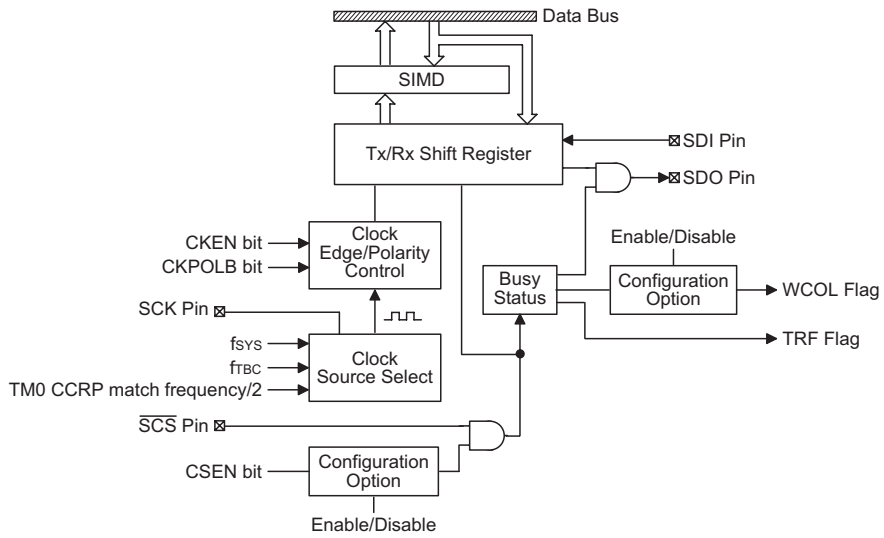 Data Bus
SIMD
Tx/Rx Shift Register
SDI Pin
SDO Pin
CKEN bit
CKPOLB bit
Clock
Edge/Polarity
Control
Enable/Disable
Busy
Status
Configuration
Option
WCOL Flag
SCK Pin
TRF Flag
fSYS
fTBC
TM0 CCRP match frequency/2
Clock
Source Select
SCS Pin
CSEN bit
Configuration
Option
Enable/Disable